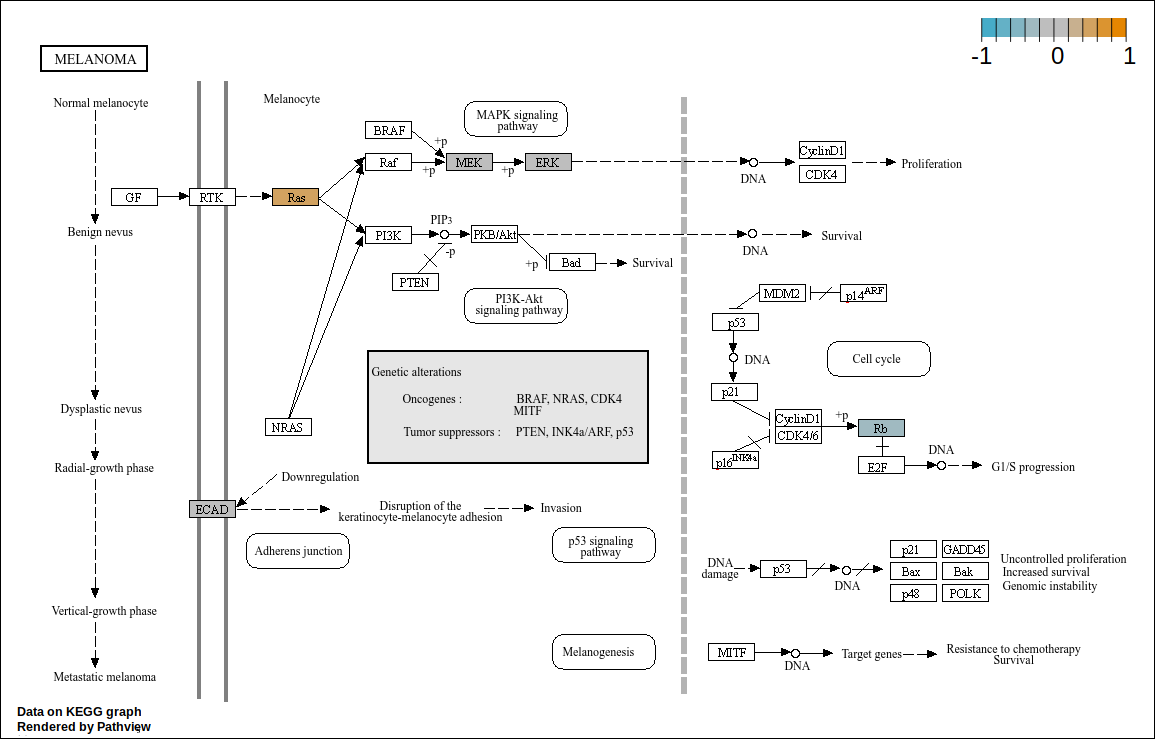 -1 0 1
MELANOMA
Normal melanocyte
Melanocyte
MAPK signaling
pathway
BRAF
+p
Raf
+p
MEK
+p
ERK
DNA
CyclinD1
CDK4
Proliferation
GF
RTK
Ras
Benign nevus
PIP3
PI3K
-p
PKB/Akt
PTEN
+p
Bad
Survival
DNA
Survival
PI3K-Akt
signaling pathway
MDM2
p14ARF
p53
DNA
Cell cycle
p21
Genetic alterations
Oncogenes : BRAF, NRAS, CDK4
MITF
Tumor suppressors : PTEN, INK4a/ARF, p53
Dysplastic nevus
NRAS
CyclinD1
CDK4/6
+p
Rb
p16INK4a
E2F
DNA
G1/S progression
Radial-growth phase
Downregulation
ECAD
Disruption of the
keratinocyte-melanocyte adhesion
Invasion
Adherens junction
p53 signaling
pathway
DNA
damage
p53
DNA
p21
GADD45
Bax
Bak
p48
POLK
Uncontrolled proliferation
Increased survival
Genomic instability
Vertical-growth phase
Melanogenesis
MITF
DNA
Target genes
Resistance to chemotherapy
Survival
Metastatic melanoma
Data on KEGG graph
Rendered by Pathview